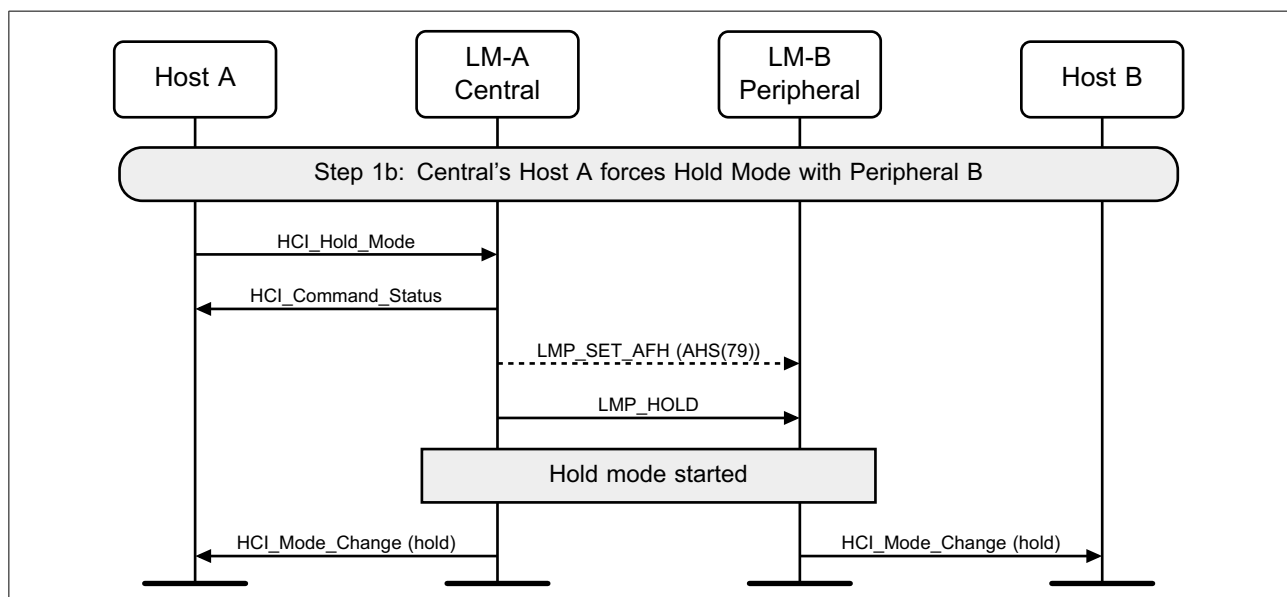 Host A
LM-A
Central
LM-B
Peripheral
Host B
Step 1b: Central's Host A forces Hold Mode with Peripheral B
HCI_Hold_Mode
HCI_Command_Status
LMP_SET_AFH (AHS(79))
LMP_HOLD
Hold mode started
HCI_Mode_Change (hold)
HCI_Mode_Change (hold)